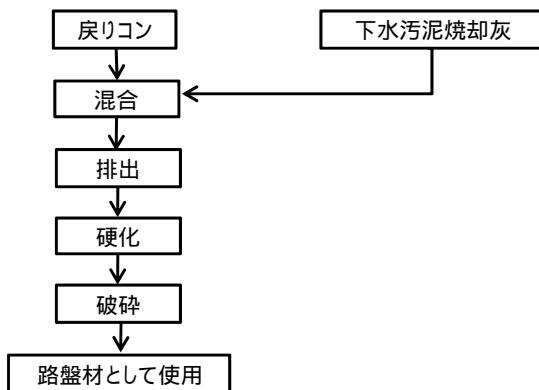 戻りコン
下水汚泥焼却灰
混合
排出
硬化
破砕
路盤材として使用